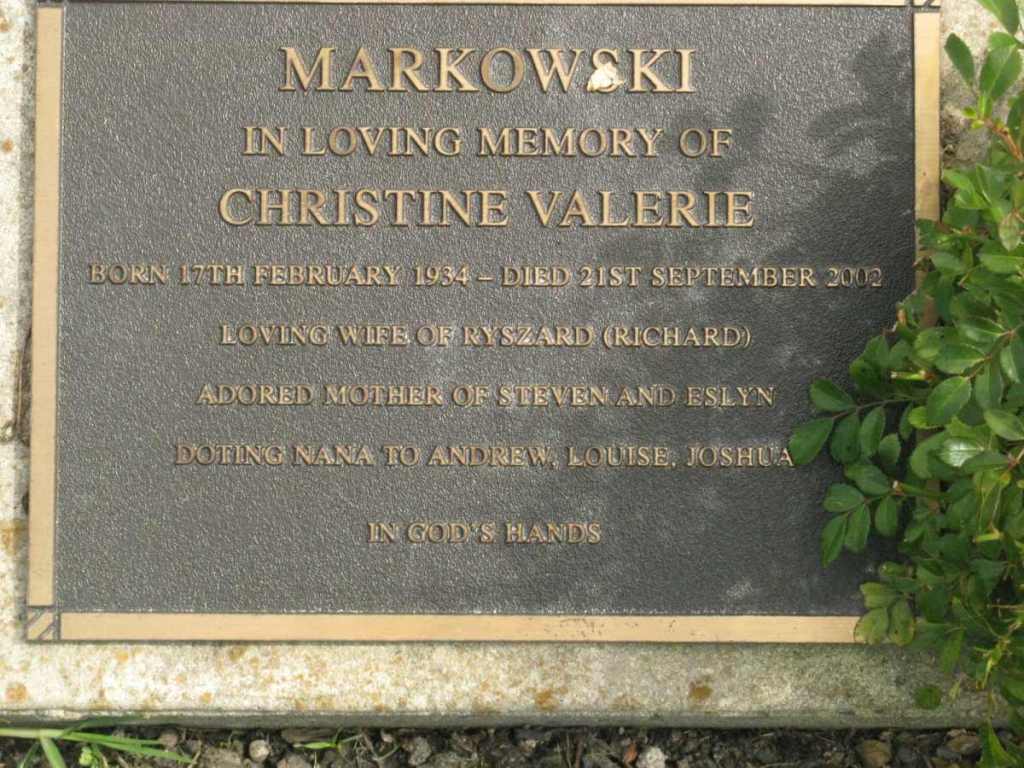 MARKOWSKI
IN LOVING MEMORY OF
CHRISTINE VALERIE
BORN 17TH FEBRUARY 1934 – DIED 21ST SEPTEMBER 2002
LOVING WIFE OF RYSZARD (RICHARD)
ADORED MOTHER OF STEVEN AND ESLYN
DOTING NANA TO ANDREW, LOUISE, JOSHUA
IN GOD'S HANDS